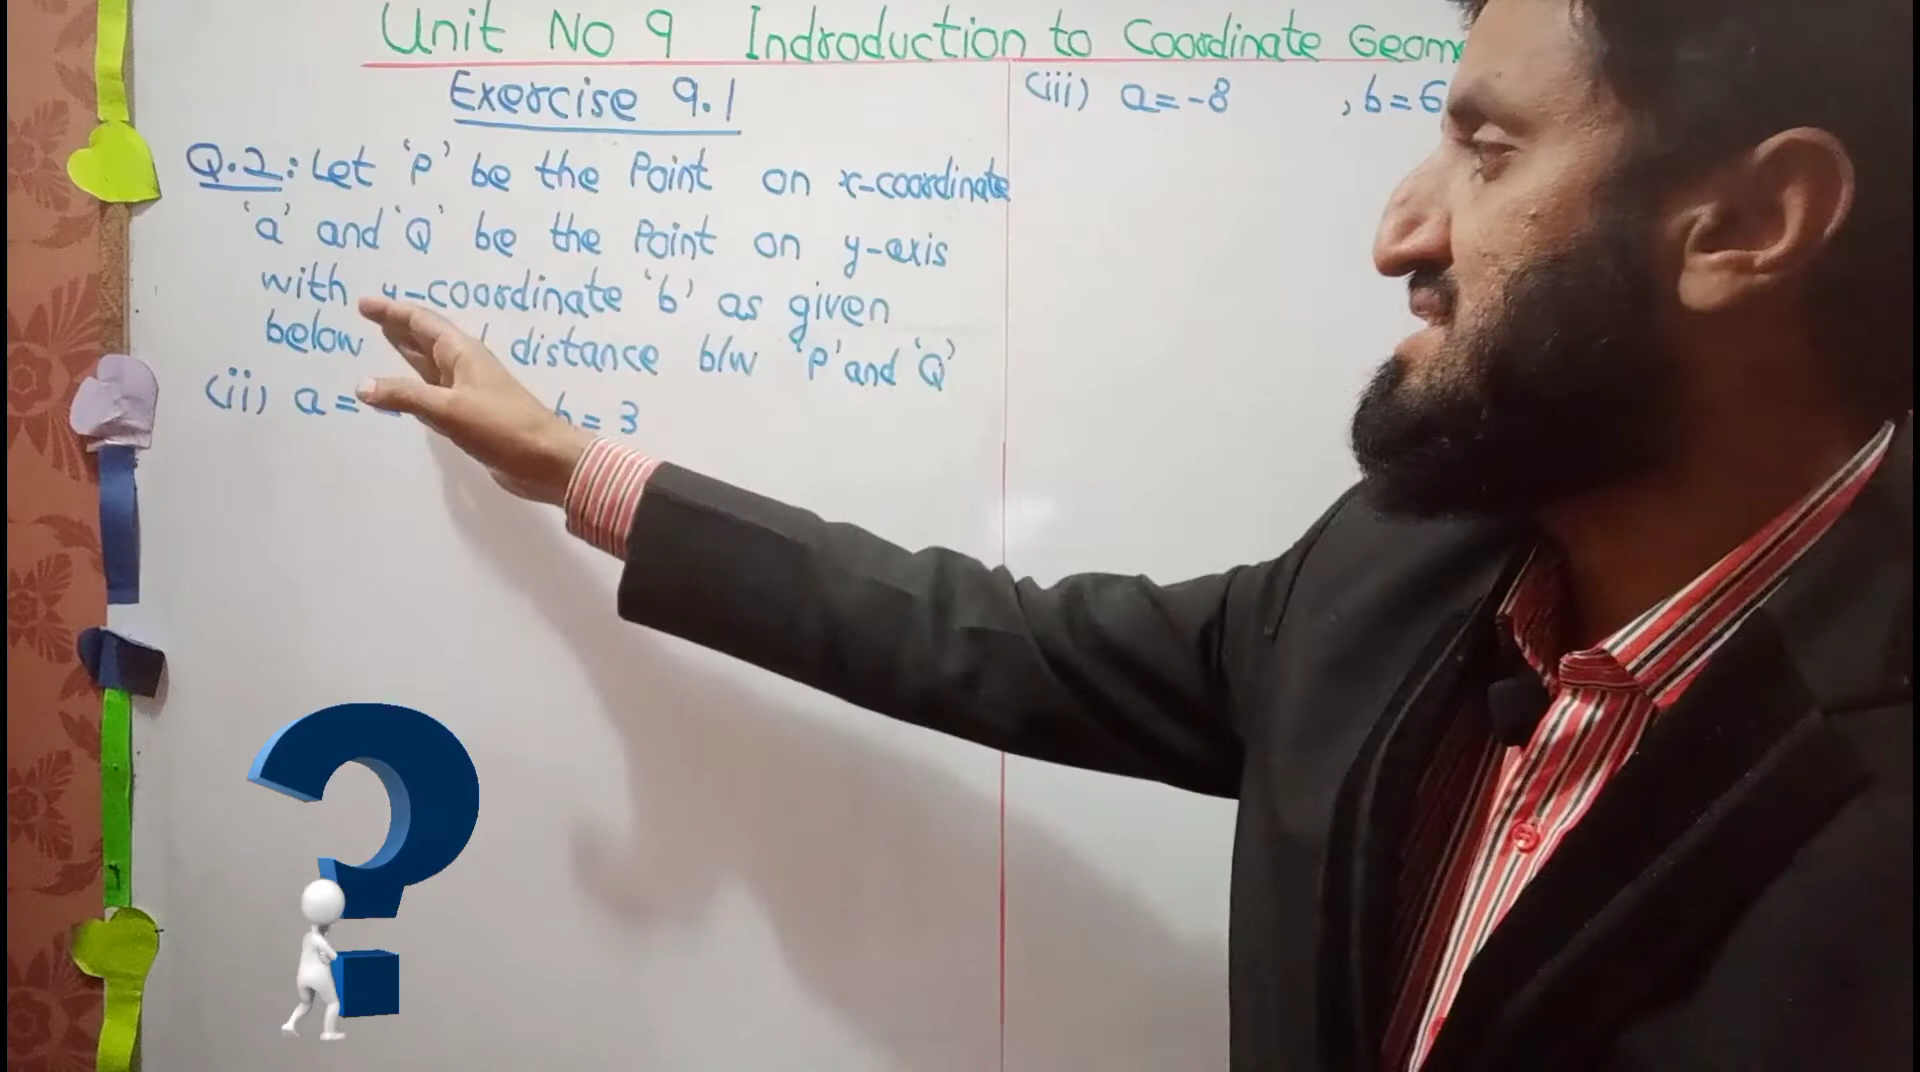 Unit No 9 Indroduction to Coordinate Geom
Exercise 9.1
Q.2: Let 'P' be the Point on x-coordinate
'a' and 'Q' be the Point on y-axis
with y-coordinate 'b' as given
below distance b/w 'P' and 'Q'
(ii) a= b = 3
(iii) a=-8 , b=6